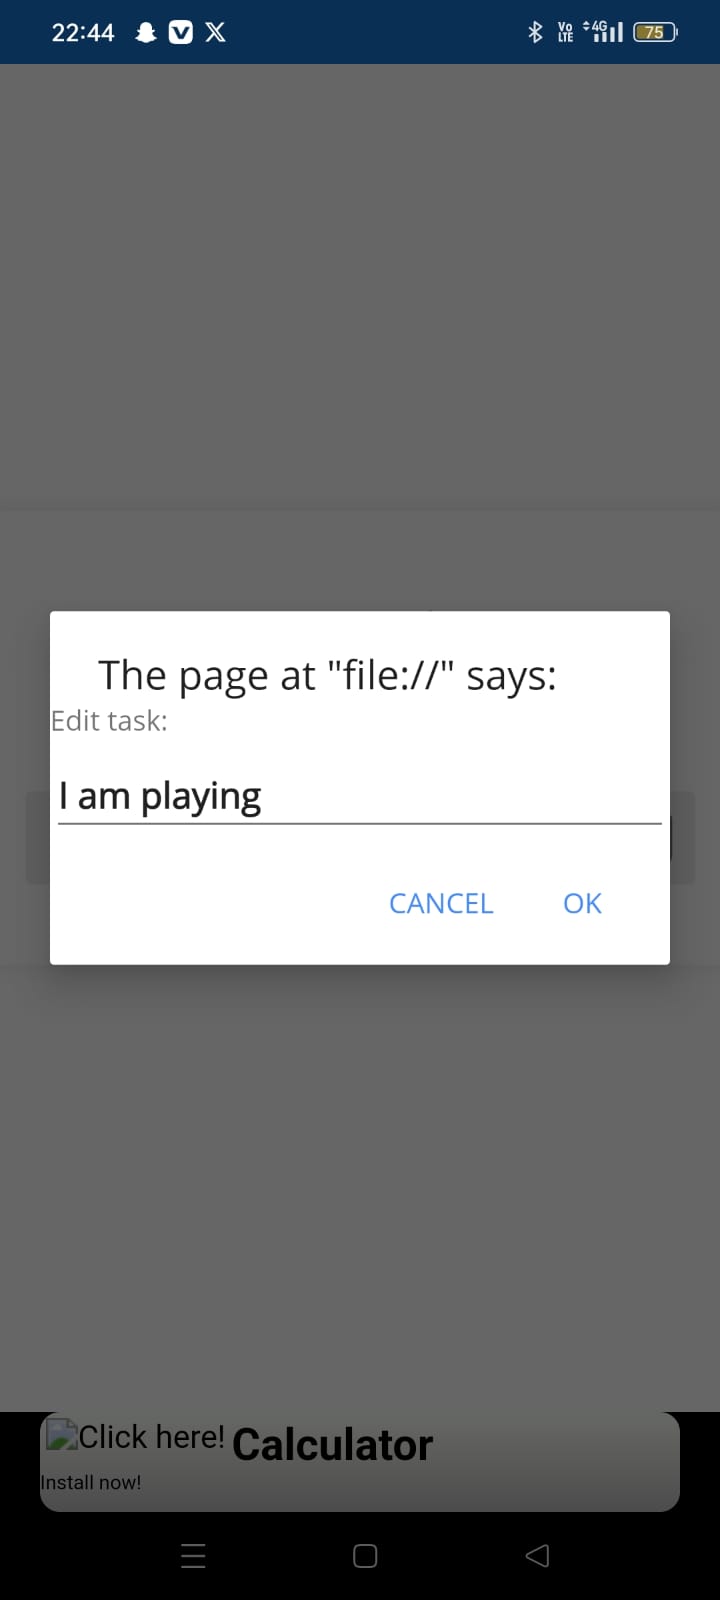 22:44
Vo LTE 4G 75
The page at "file://" says:
Edit task:
I am playing
CANCEL OK
Click here! Calculator
Install now!